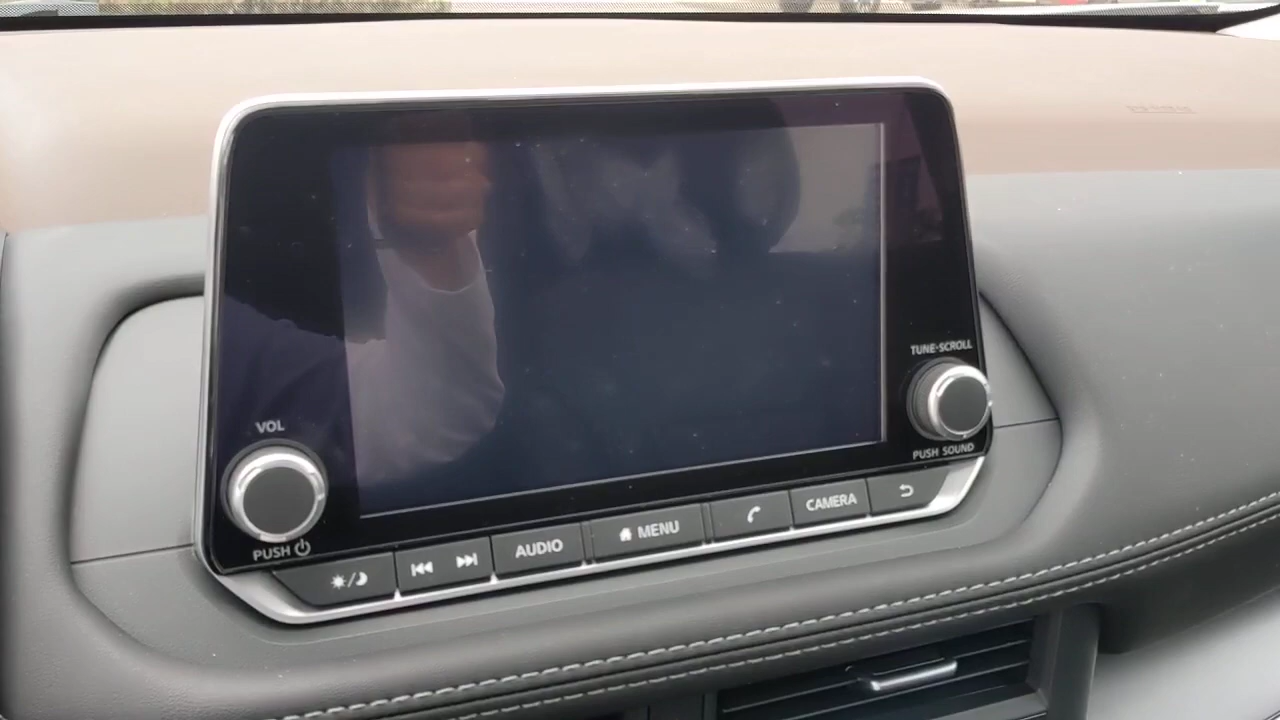 TUNE·SCROLL
VOL
PUSH SOUND
PUSH
AUDIO
MENU
CAMERA